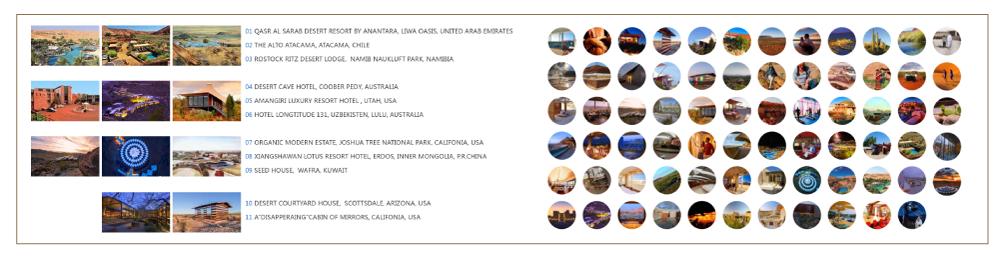 01 QASR AL SARAB DESERT RESORT BY ANANTARA, LIWA OASIS, UNITED ARAB EMIRATES
02 THE ALTO ATACAMA, ATACAMA, CHILE
03 ROSTOCK RITZ DESERT LODGE,  NAMIB NAUKLUFT PARK, NAMIBIA
04 DESERT CAVE HOTEL, COOBER PEDY, AUSTRALIA
05 AMANGIRI LUXURY RESORT HOTEL , UTAH, USA
06 HOTEL LONGTITUDE 131, UZBEKISTEN, LULU, AUSTRALIA
07 ORGANIC MODERN ESTATE, JOSHUA TREE NATIONAL PARK, CALIFONIA, USA
08 XIANGSHAWAN LOTUS RESORT HOTEL, ERDOS, INNER MONGOLIA, P.R.CHINA
09 SEED HOUSE,  WAFRA, KUWAIT
10 DESERT COURTYARD HOUSE,  SCOTTSDALE, ARIZONA, USA
11 A"DISAPPERAING"CABIN OF MIRRORS, CALIFONIA, USA